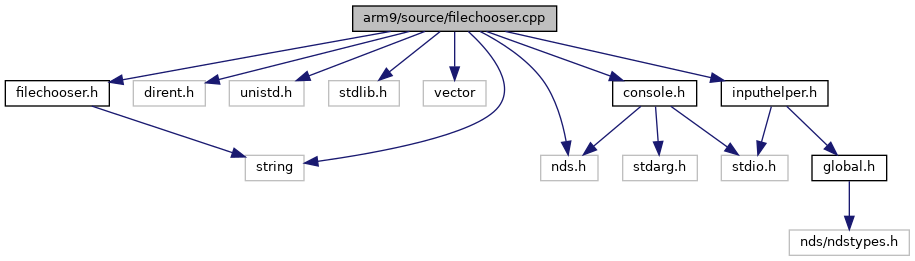 arm9/source/filechooser.cpp
filechooser.h
dirent.h
unistd.h
stdlib.h
vector
console.h
inputhelper.h
string
nds.h
stdarg.h
stdio.h
global.h
nds/ndstypes.h